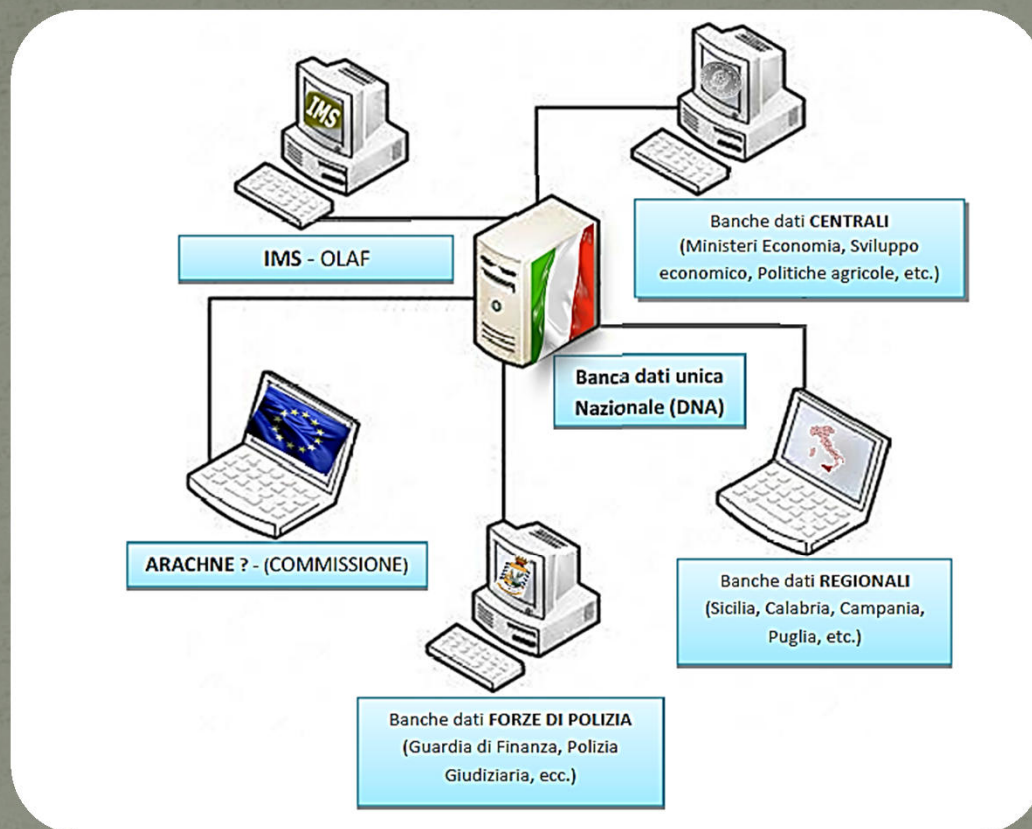 IMS
IMS - OLAF
Banche dati CENTRALI
(Ministeri Economia, Sviluppo
economico, Politiche agricole, etc.)
Banca dati unica
Nazionale (DNA)
ARACHNE ? - (COMMISSIONE)
Banche dati REGIONALI
(Sicilia, Calabria, Campania,
Puglia, etc.)
Banche dati FORZE DI POLIZIA
(Guardia di Finanza, Polizia
Giudiziaria, ecc.)